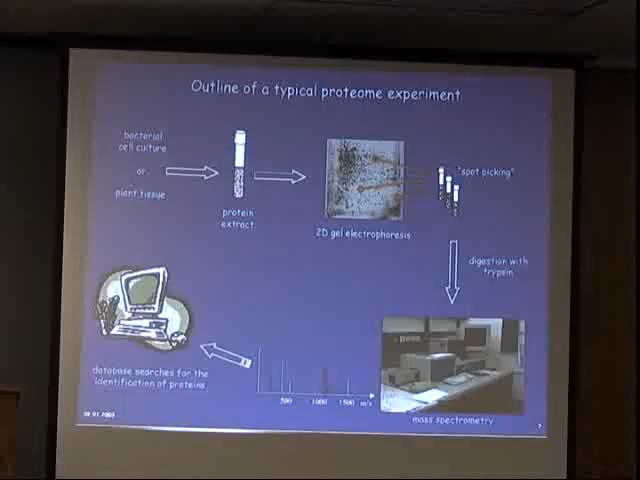 Outline of a typical proteome experiment
bacterial
cell culture
or
plant tissue
protein
extract
2D gel electrophoresis
"spot picking"
digestion with
trypsin
mass spectrometry
500 1000 1500 m/s
database searches for the
identification of proteins